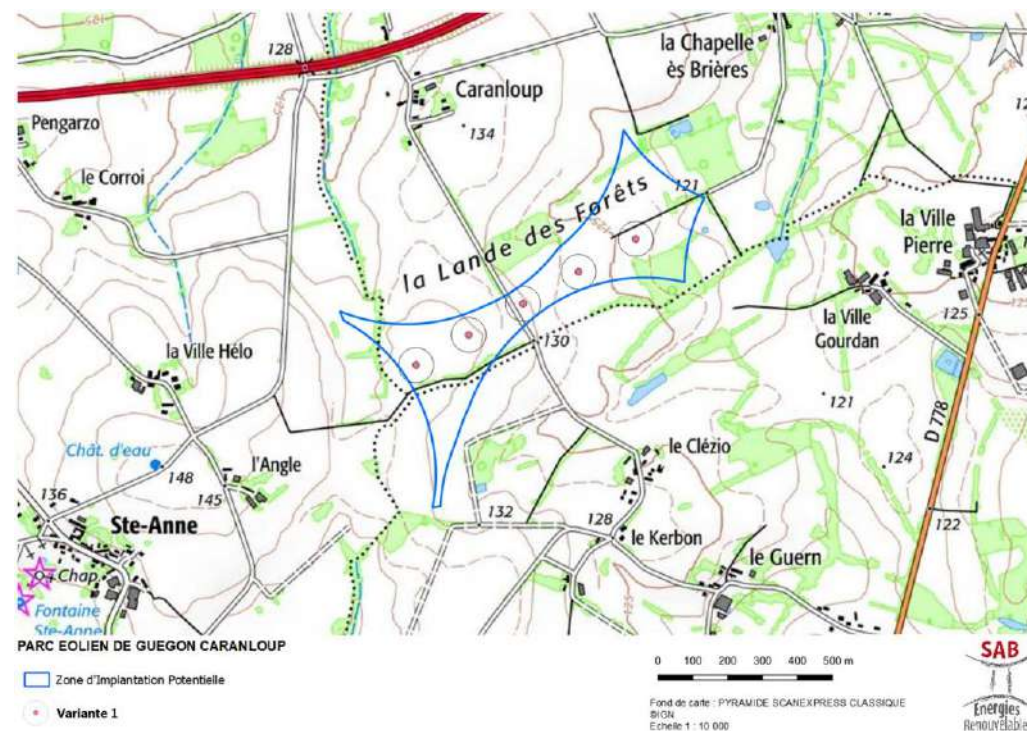 128
la Chapelle
ès Brières
Caranloup
134
Pengarzo
le Corroi
la Lande des Forêts
121
125
la Ville
Pierre
125
la Ville
Gourdan
130
la Ville Hélo
121
Chât. d'eau
148
l'Angle
145
le Clézio
D 778
124
136
Ste-Anne
132
128
122
le Kerbon
le Guern
Chap.
Fontaine
Ste-Anne
125
PARC EOLIEN DE GUEGON CARANLOUP
Zone d'Implantation Potentielle
Variante 1
0 100 200 300 400 500 m
Fond de carte : PYRAMIDE SCANEXPRESS CLASSIQUE
©IGN
Echelle 1 : 10 000
SAB
Energies
Renouvelables